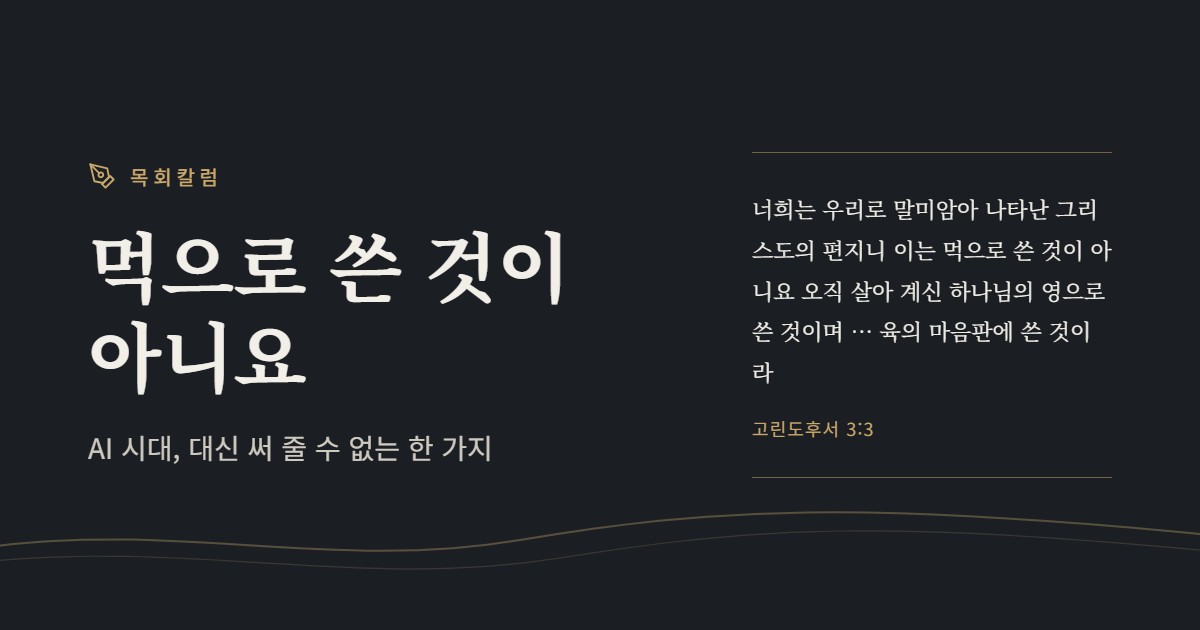 목회칼럼
먹으로 쓴 것이
아니요
AI 시대, 대신 써 줄 수 없는 한 가지
너희는 우리로 말미암아 나타난 그리
스도의 편지니 이는 먹으로 쓴 것이 아
니요 오직 살아 계신 하나님의 영으로
쓴 것이며 … 육의 마음판에 쓴 것이
라
고린도후서 3:3